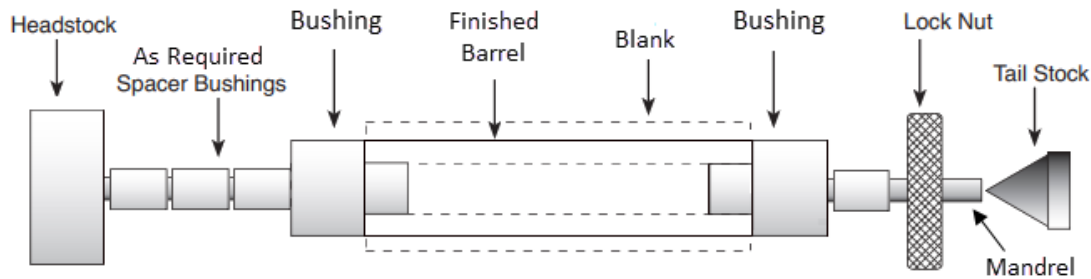 Headstock
As Required
Spacer Bushings
Bushing
Finished
Barrel
Blank
Bushing
Lock Nut
Tail Stock
Mandrel